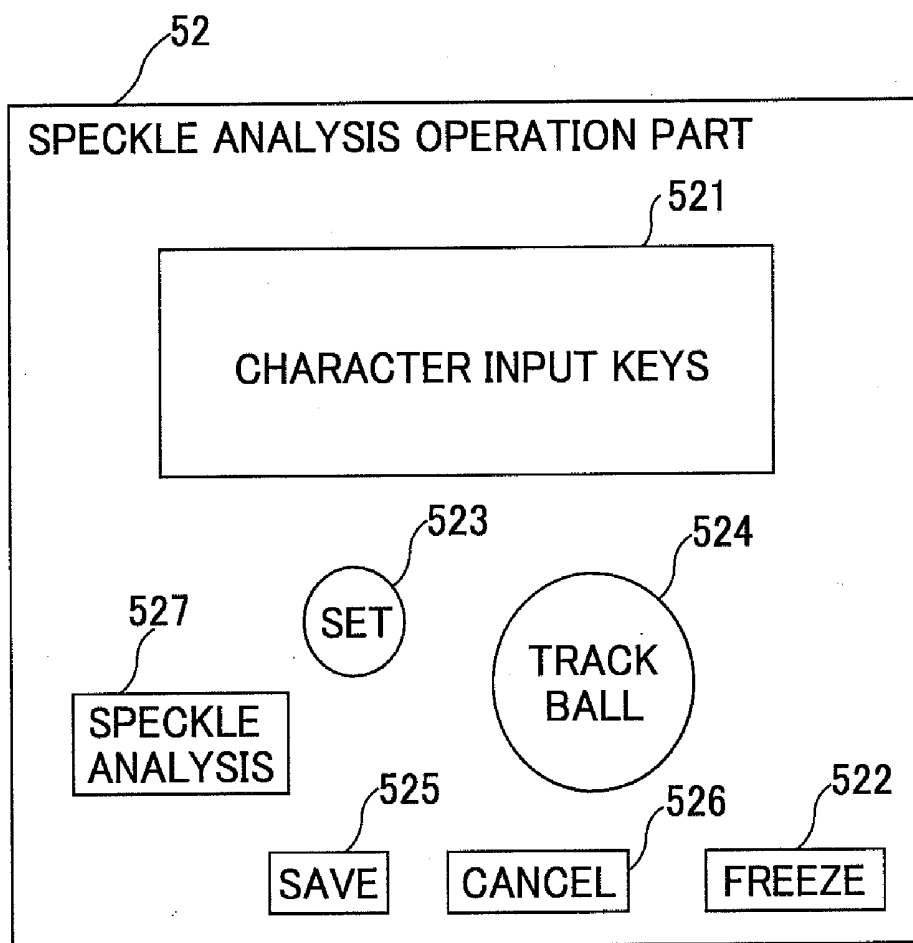 52
SPECKLE ANALYSIS OPERATION PART
521
CHARACTER INPUT KEYS
523
524
527
SET
TRACK
BALL
SPECKLE
ANALYSIS
525
526
522
SAVE
CANCEL
FREEZE